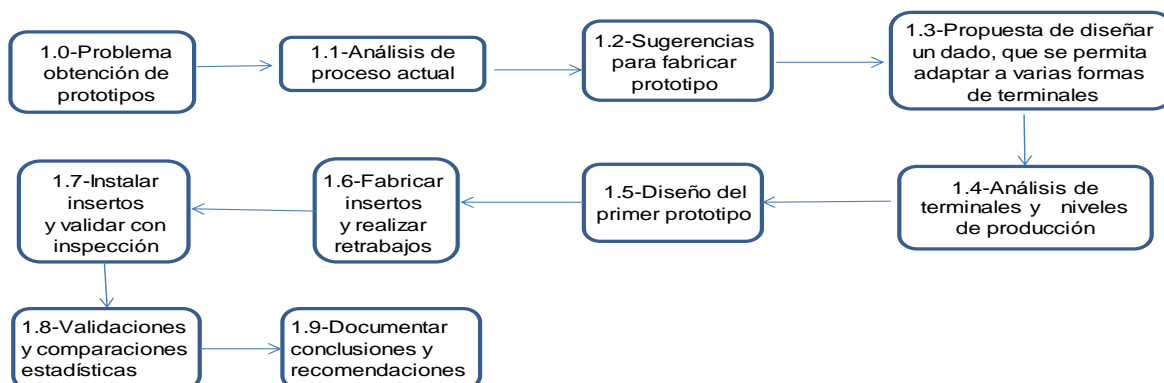 1.0-Problema
obtención de
prototipos
1.1-Análisis de
proceso actual
1.2-Sugerencias
para fabricar
prototipo
1.3-Propuesta de diseñar
un dado, que se permita
adaptar a varias formas
de terminales
1.4-Análisis de
terminales y niveles
de producción
1.5-Diseño del
primer prototipo
1.6-Fabricar
insertos
y realizar
retrabajos
1.7-Instalar
insertos
y validar con
inspección
1.8-Validaciones
y comparaciones
estadísticas
1.9-Documentar
conclusiones y
recomendaciones